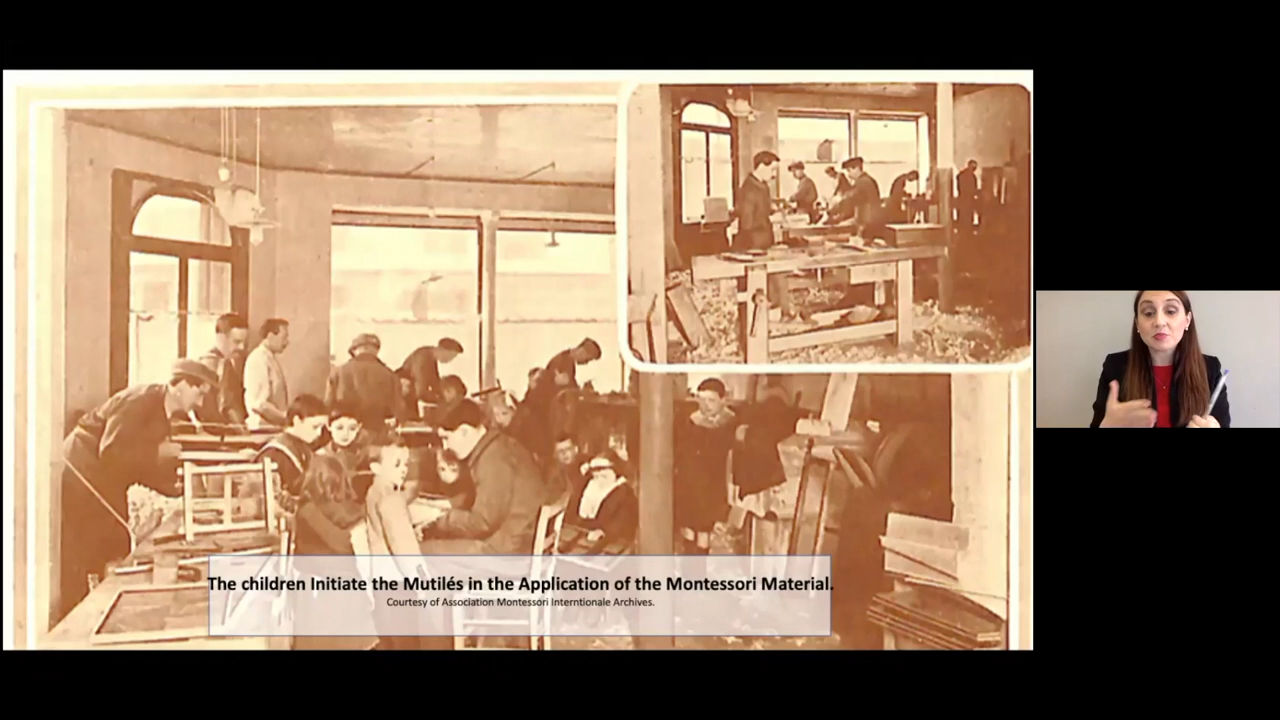 The children Initiate the Mutilés in the Application of the Montessori Material.
Courtesy of Association Montessori Interntionale Archives.